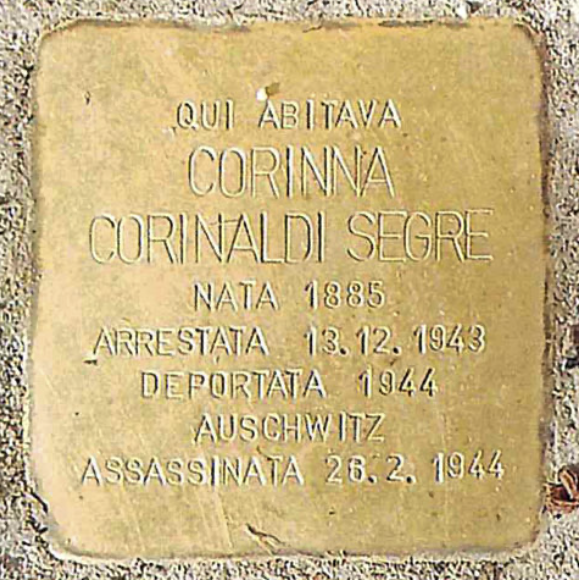 QUI ABITAVA
CORINNA
CORINALDI SEGRE
NATA 1885
ARRESTATA 13.12.1943
DEPORTATA 1944
AUSCHWITZ
ASSASSINATA 26.2.1944